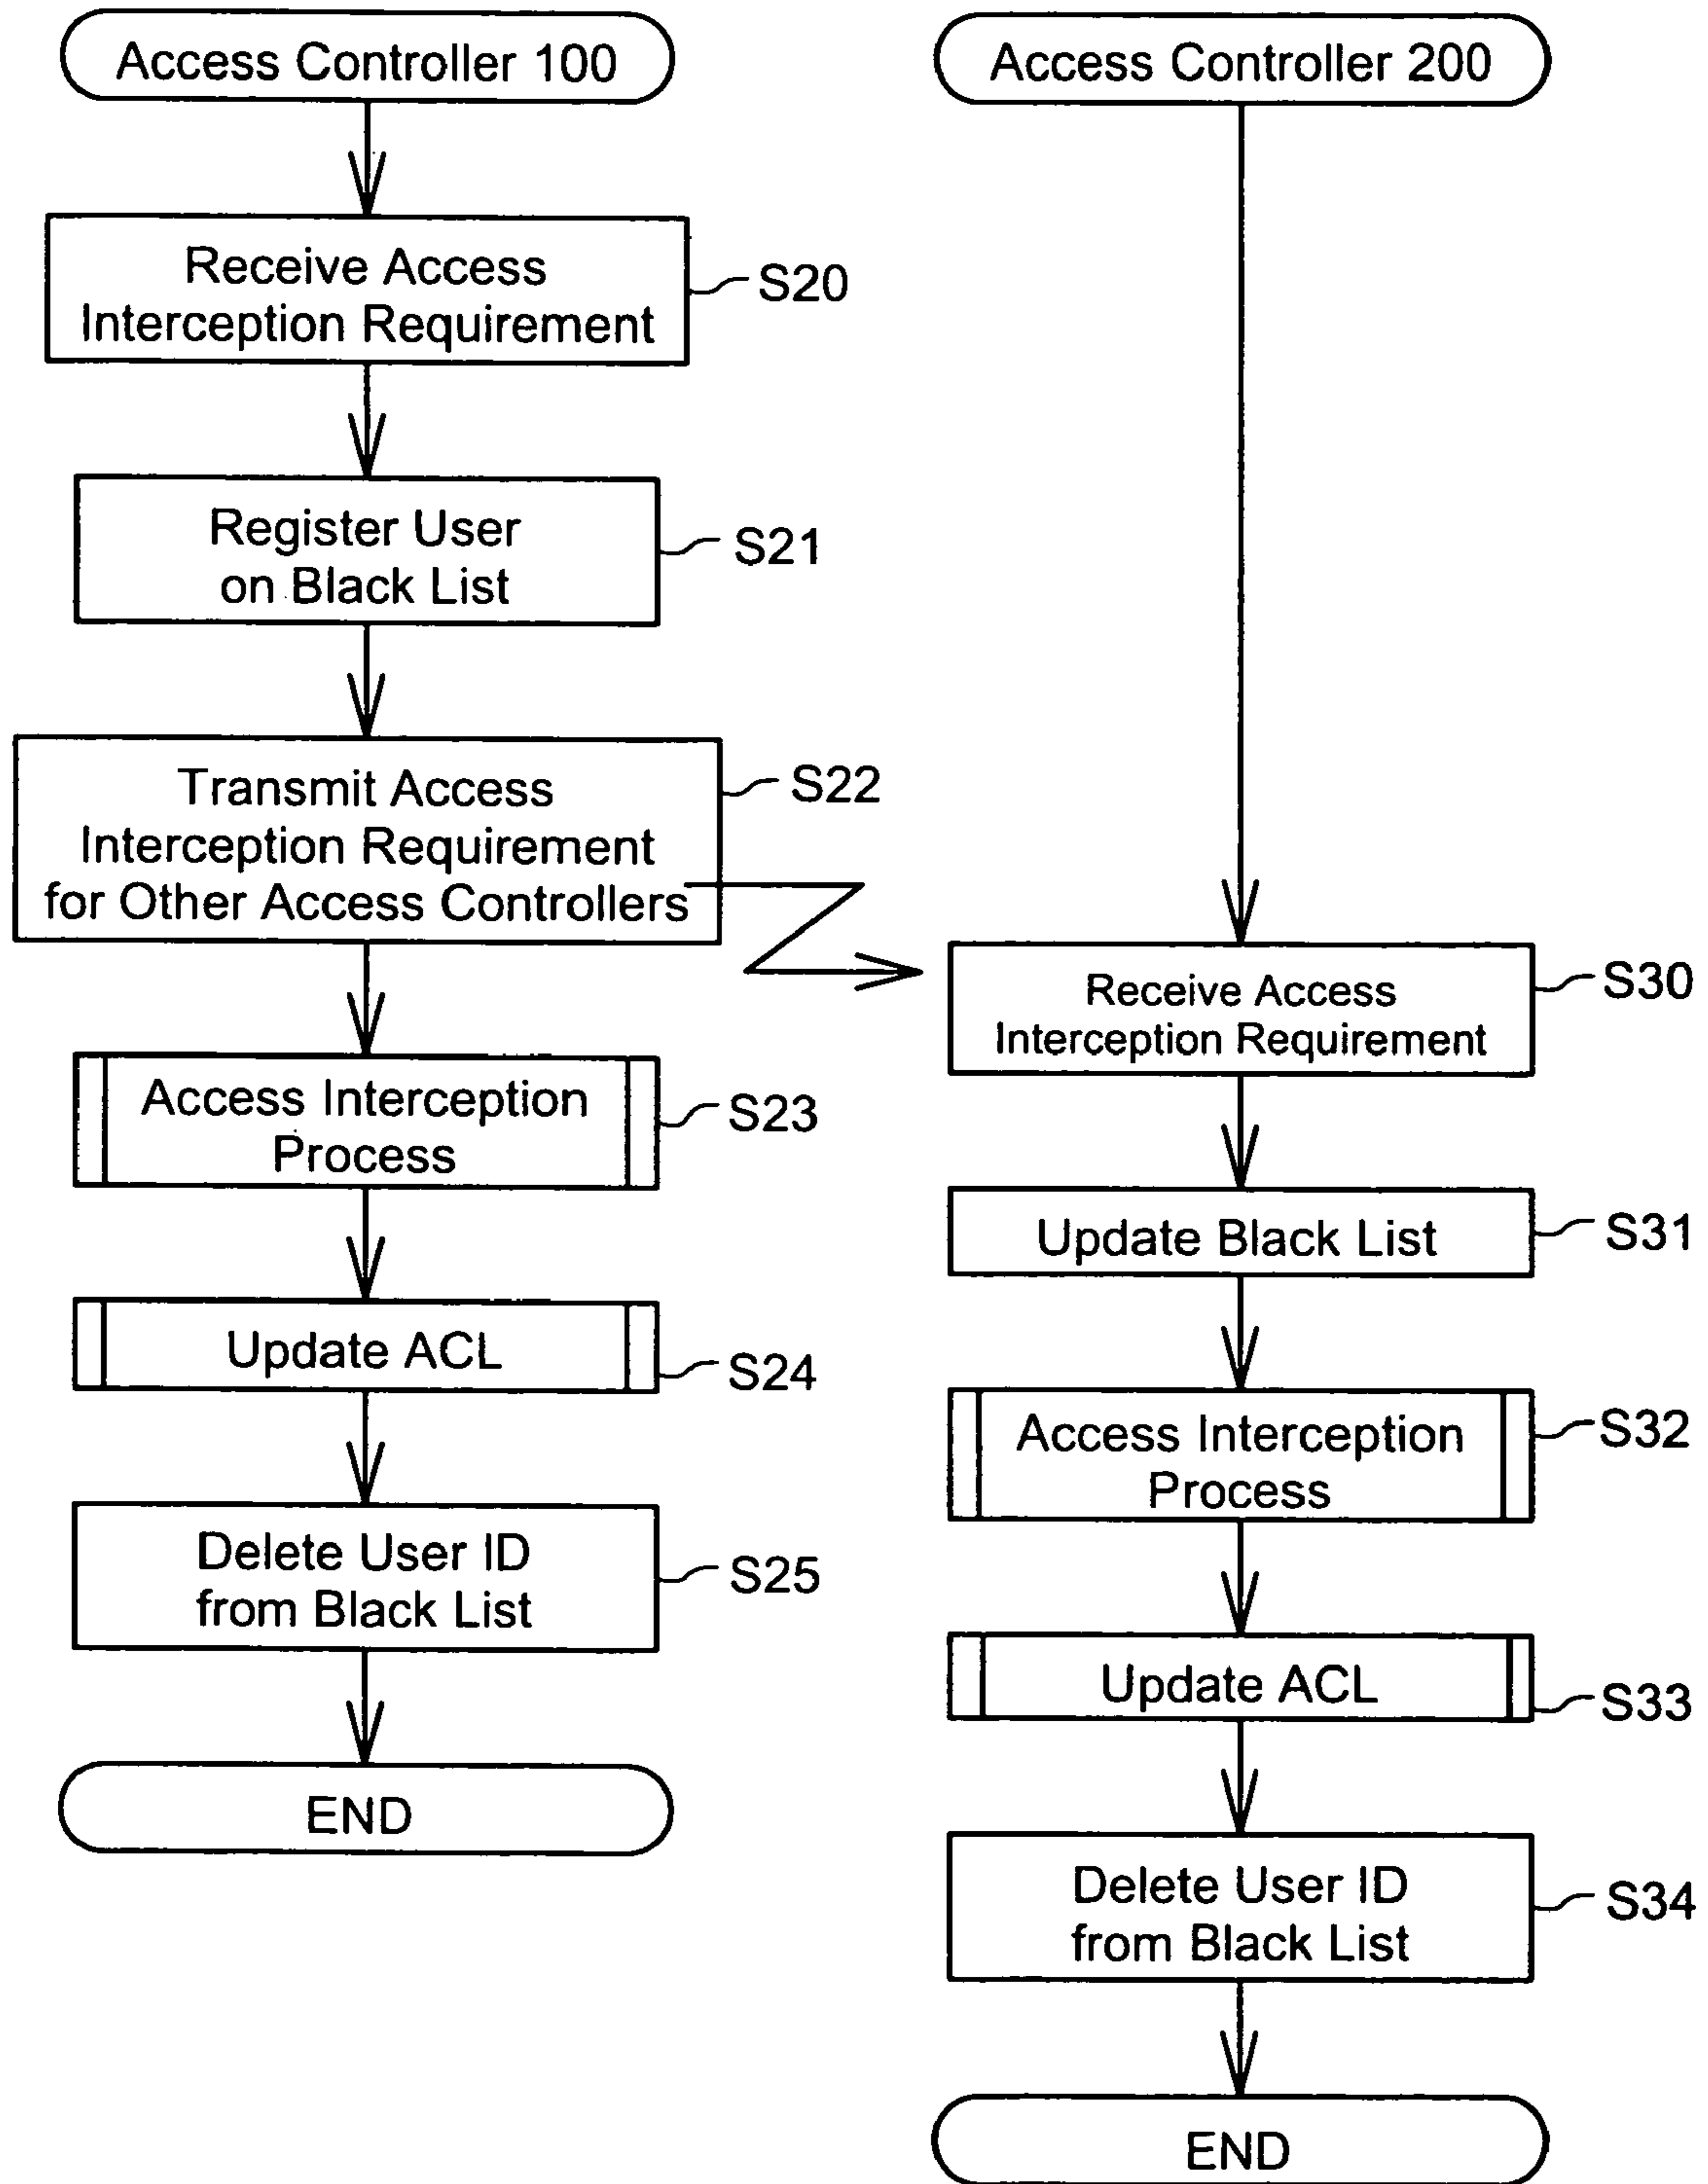 Access Controller 100
Receive Access
Interception Requirement
S20
Register User
on Black List
S21
Transmit Access
Interception Requirement
for Other Access Controllers
S22
Access Interception
Process
S23
Update ACL
S24
Delete User ID
from Black List
S25
END
Access Controller 200
Receive Access
Interception Requirement
S30
Update Black List
S31
Access Interception
Process
S32
Update ACL
S33
Delete User ID
from Black List
S34
END